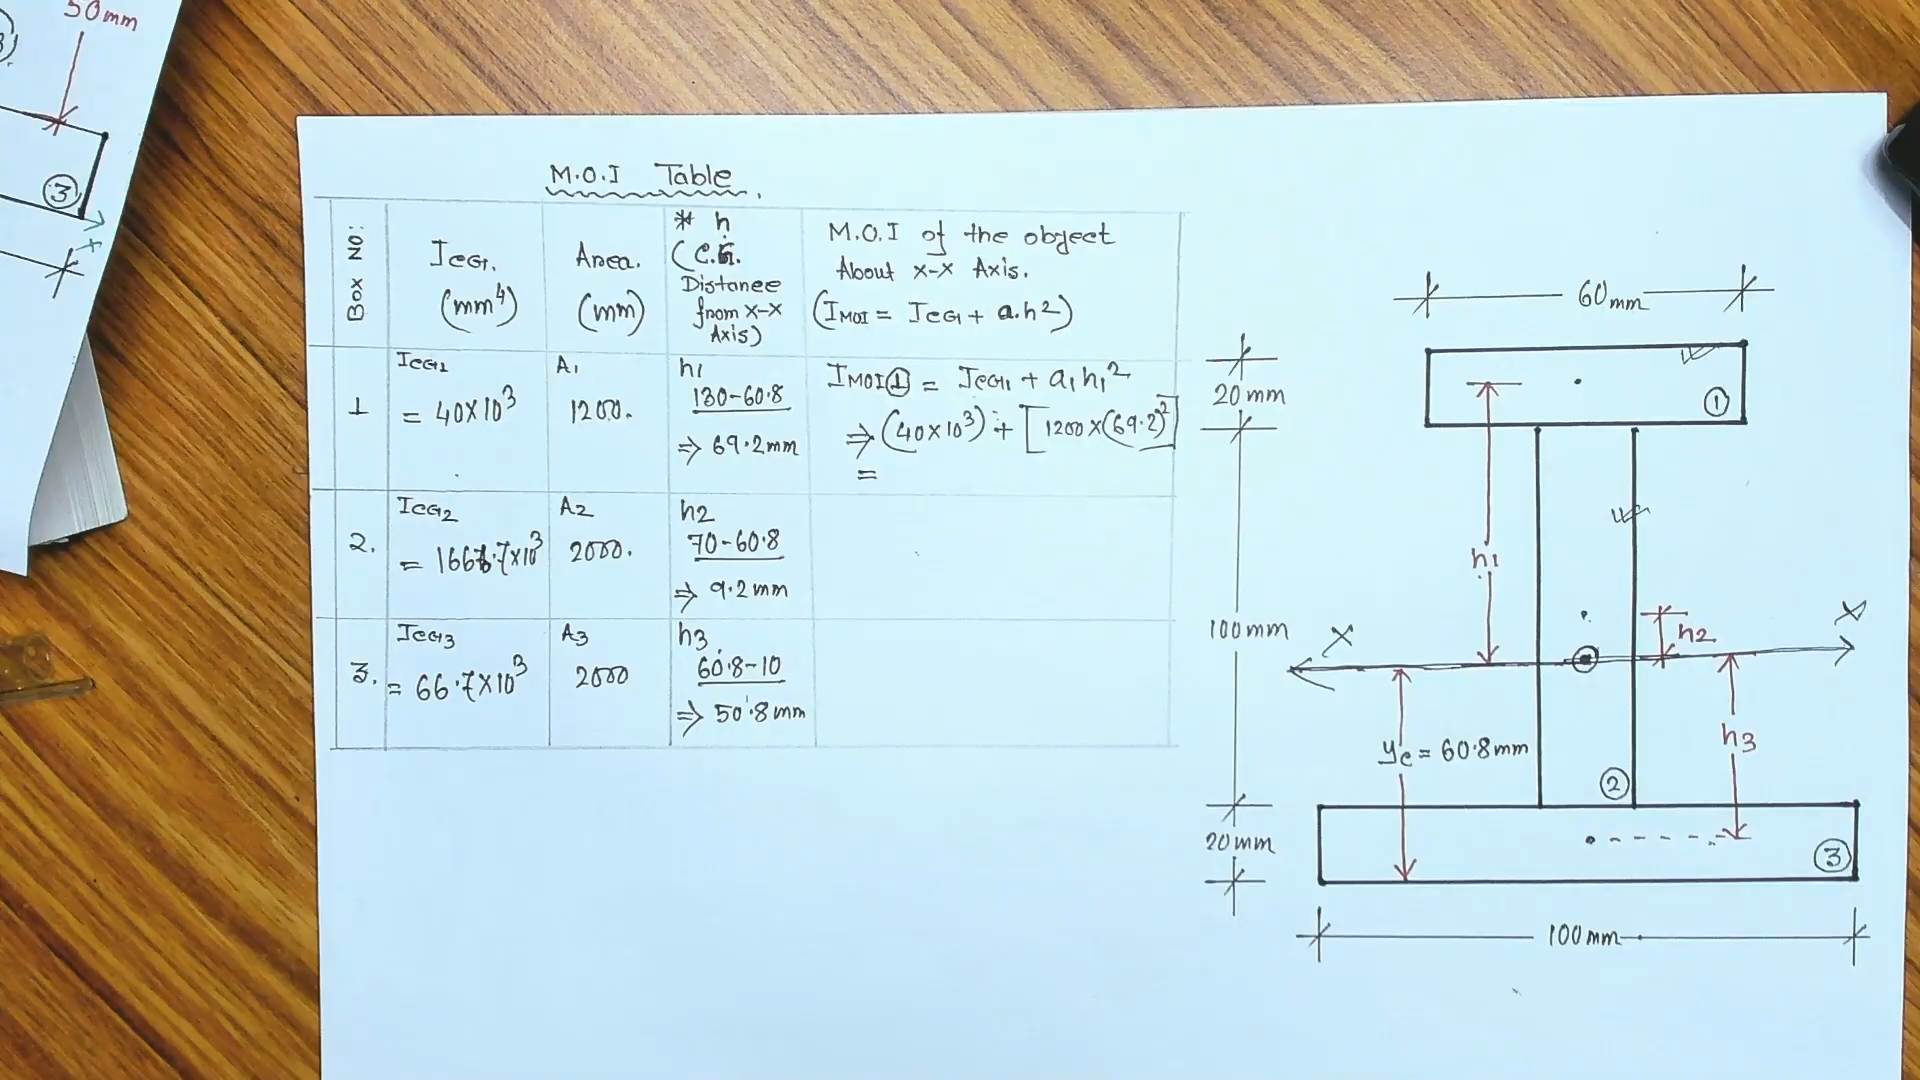 50mm
3
3
x
M.O.I Table
Box No:
ICG.
(mm⁴)
Area.
(mm)
* h
(C.G.
Distance
from x-x
Axis)
M.O.I of the object
About x-x Axis.
(IMOI = ICG + a.h²)
1
ICG1
= 40×10³
A1
1200.
h1
130-60.8
⇒ 69.2mm
IMOI① = ICG1 + a1h1²
⇒ (40×10³) + [1200×(69.2)²]
=
2.
ICG2
= 1666.7×10³
A2
2000.
h2
70-60.8
⇒ 9.2mm
3.
ICG3
= 66.7×10³
A3
2000
h3
60.8-10
⇒ 50.8mm
60mm
20mm
①
h1
100mm
X
X
h2
yc = 60.8mm
h3
②
20mm
③
100mm